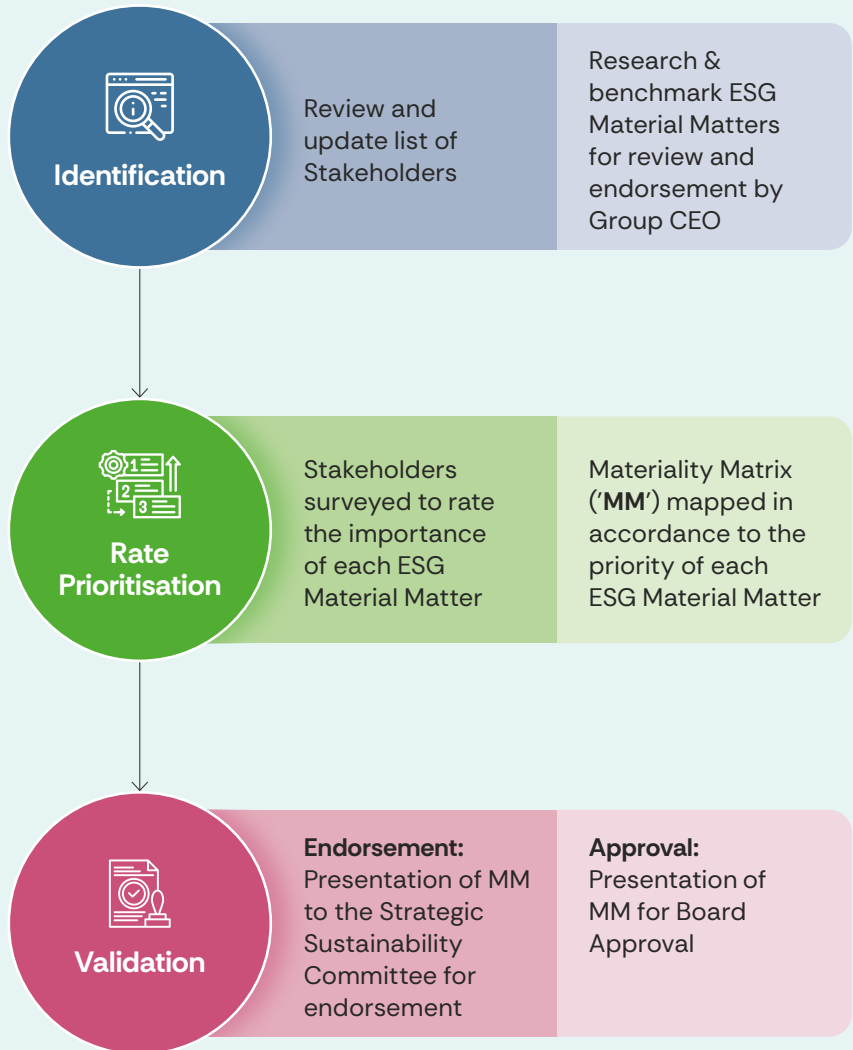 Identification
Review and
update list of
Stakeholders
Research &
benchmark ESG
Material Matters
for review and
endorsement by
Group CEO
1
2
3
Rate
Prioritisation
Stakeholders
surveyed to rate
the importance
of each ESG
Material Matter
Materiality Matrix
('MM') mapped in
accordance to the
priority of each
ESG Material Matter
Validation
Endorsement:
Presentation of MM
to the Strategic
Sustainability
Committee for
endorsement
Approval:
Presentation of
MM for Board
Approval